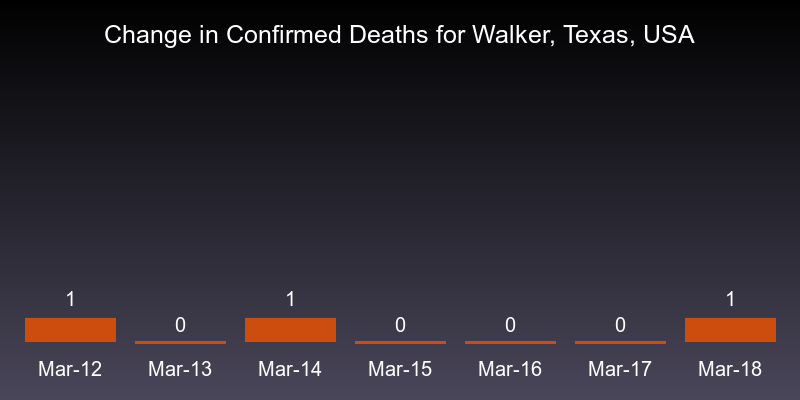 Change in Confirmed Deaths for Walker, Texas, USA
1 0 1 0 0 0 1
Mar-12 Mar-13 Mar-14 Mar-15 Mar-16 Mar-17 Mar-18